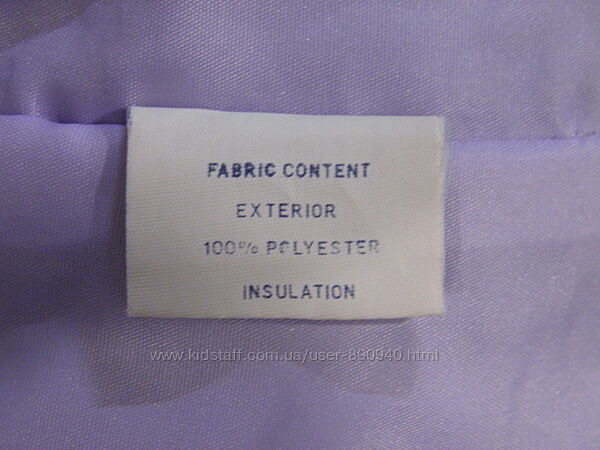 FABRIC CONTENT
EXTERIOR
100% POLYESTER
INSULATION
www.kidstaff.com.ua/user-890940.html